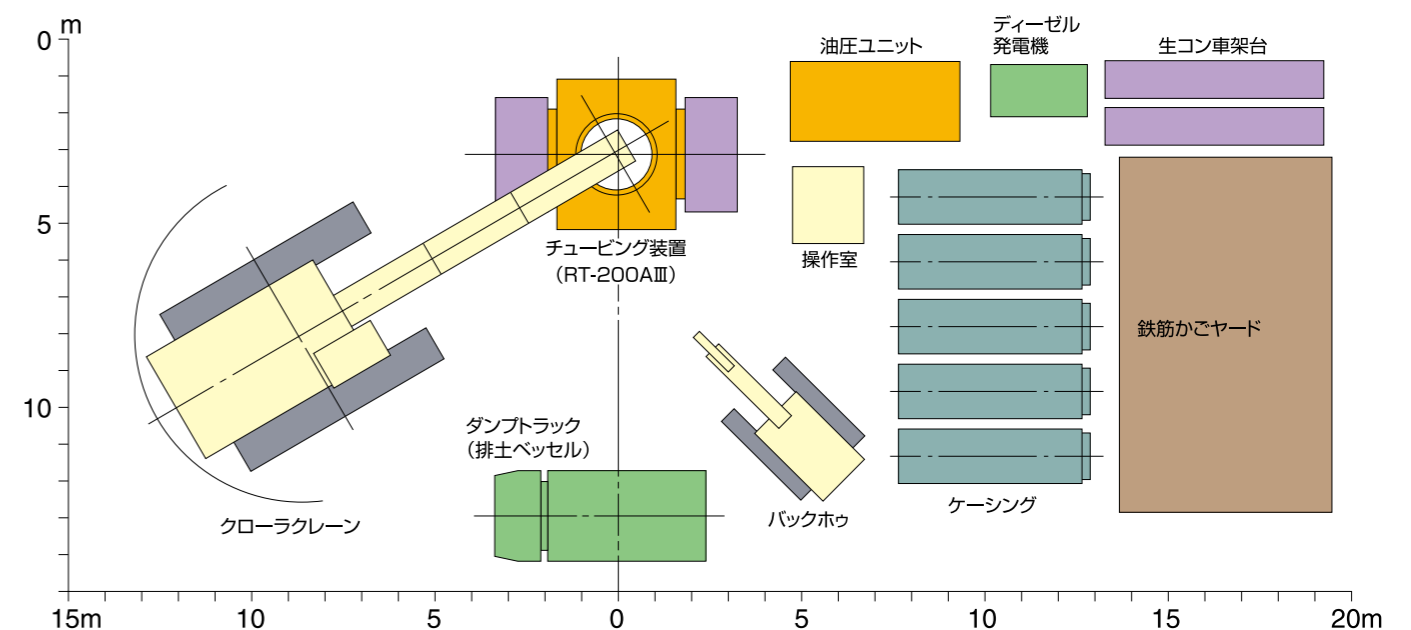 m
0
5
10
油圧ユニット
ディーゼル
発電機
生コン車架台
チュービング装置
（RT-200AⅢ）
操作室
鉄筋かごヤード
ダンプトラック
（排土ベッセル）
クローラクレーン
バックホゥ
ケーシング
15m
10
5
0
5
10
15
20m